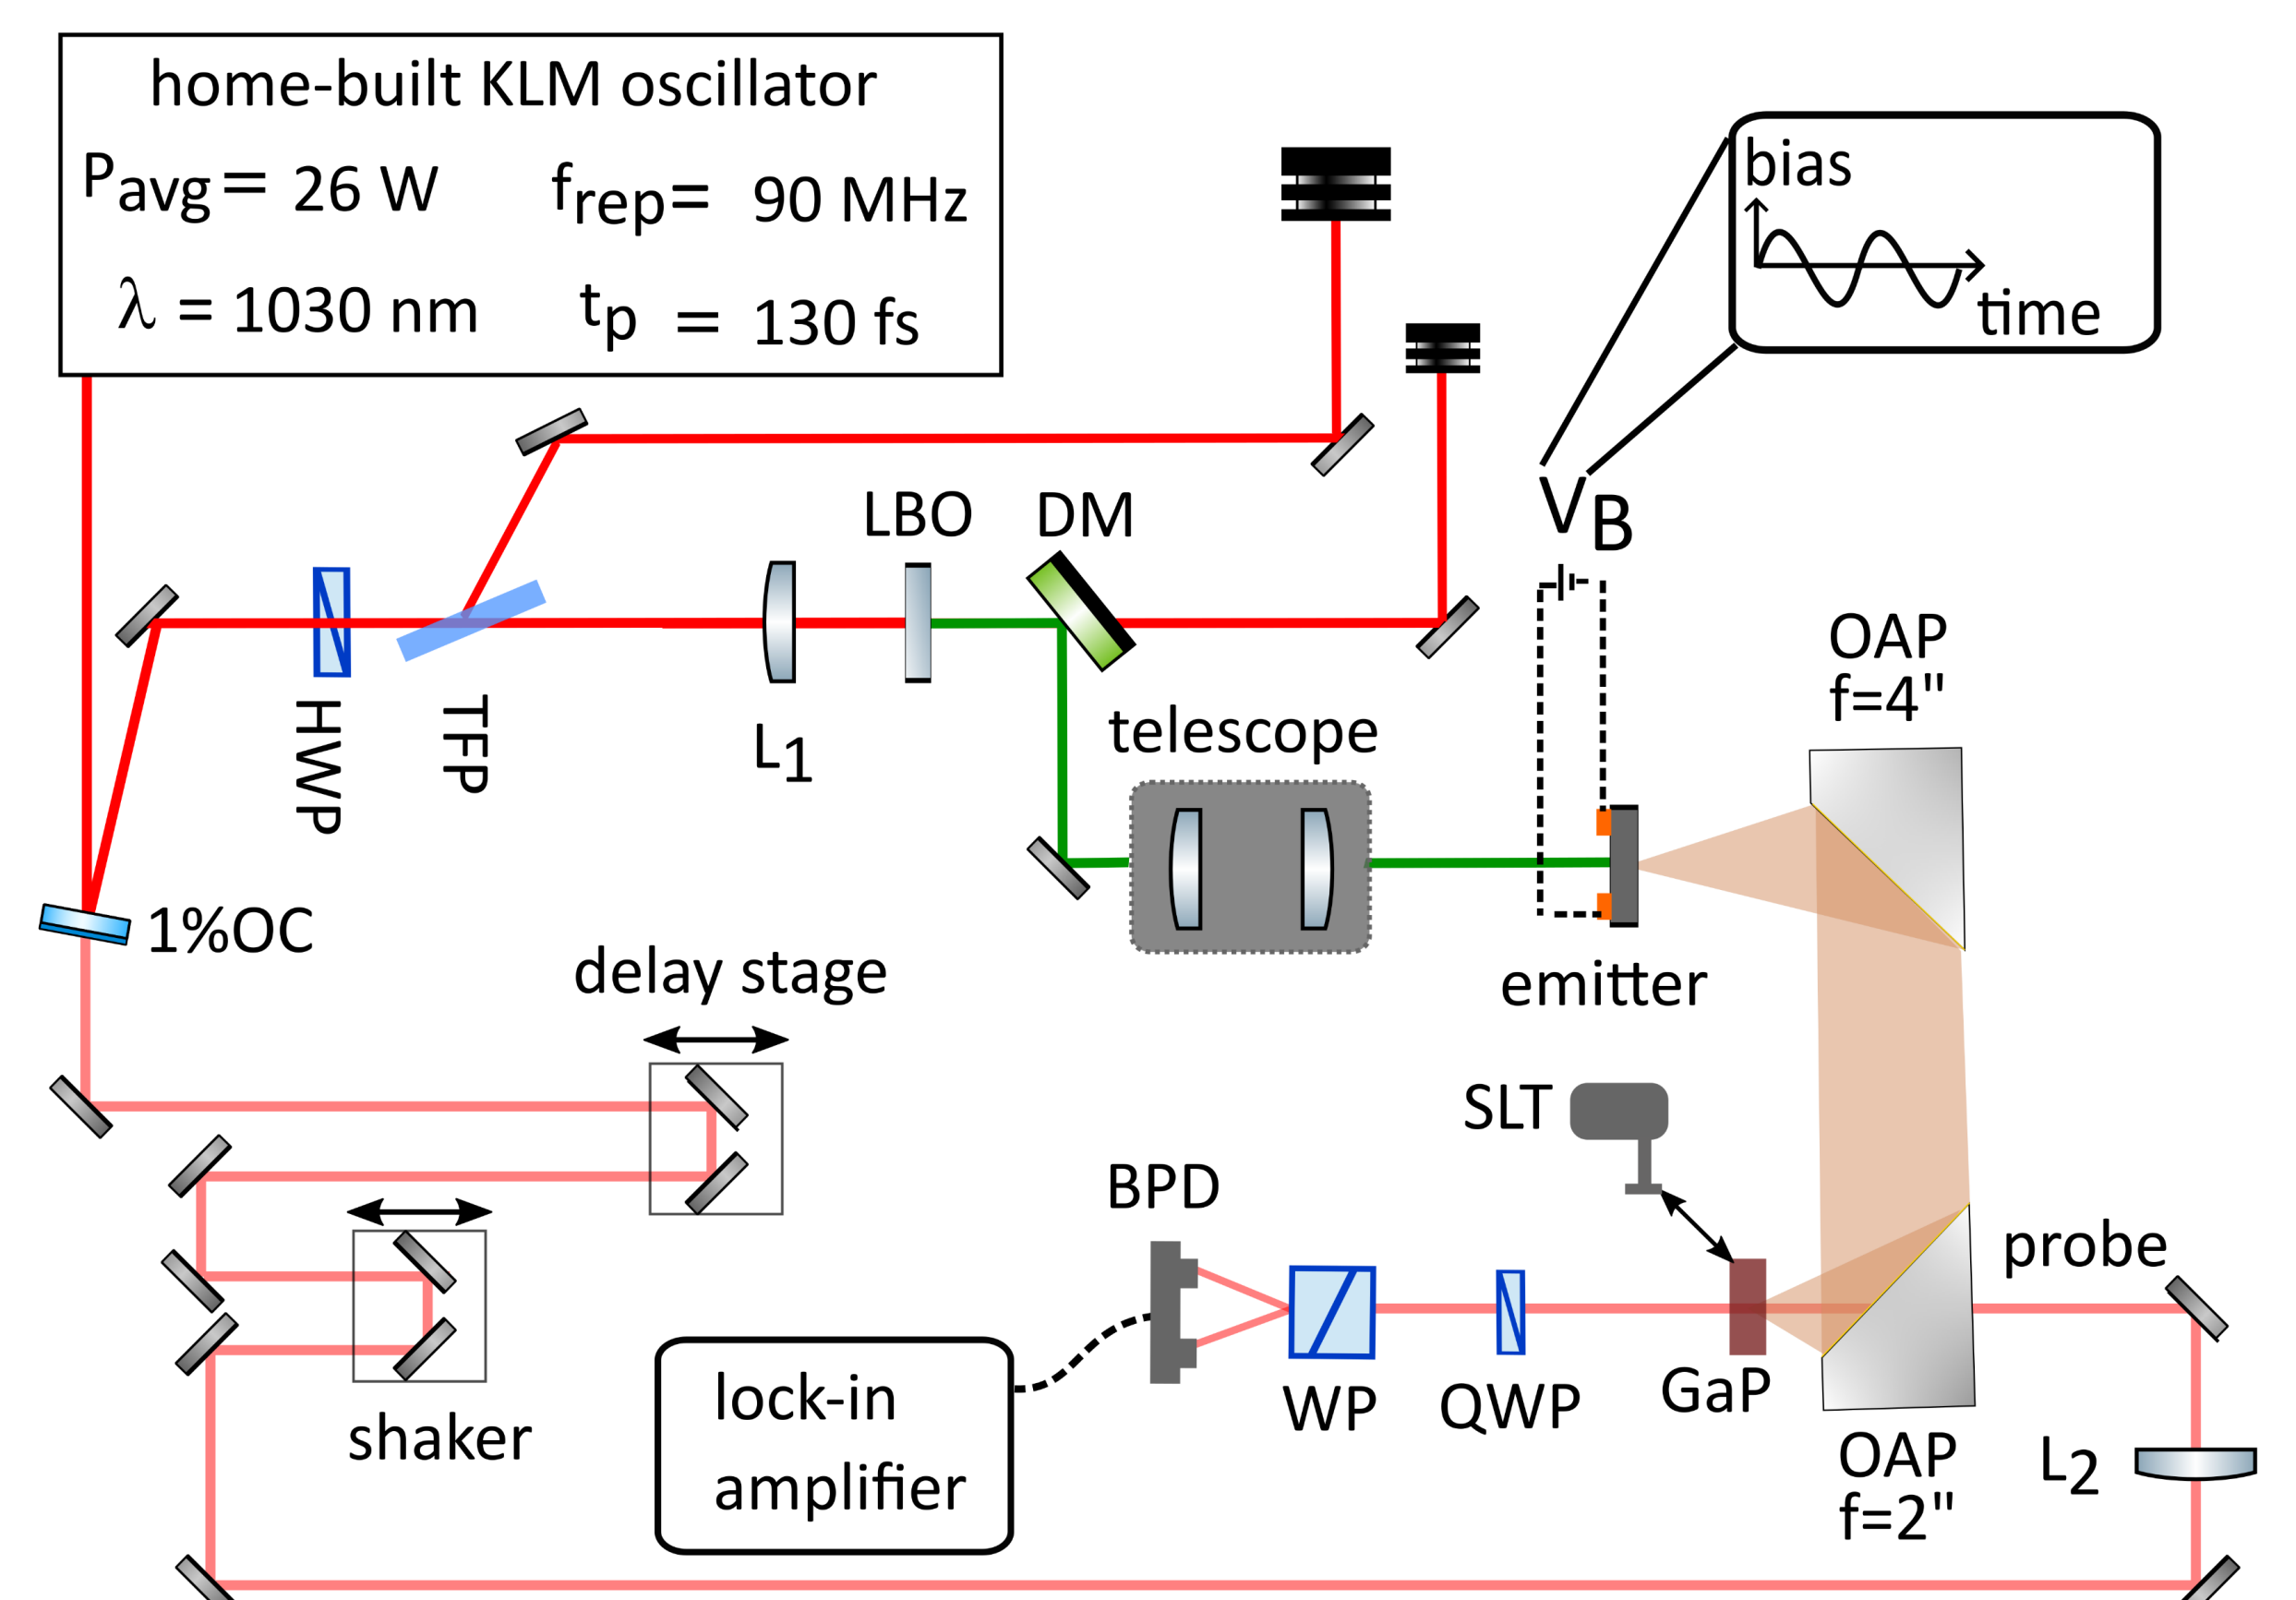 home-built KLM oscillator
Pavg= 26 W frep= 90 MHz
λ = 1030 nm tp = 130 fs
bias
time
VB
LBO
DM
OAP
f=4"
HWP
TFP
L1
telescope
1%OC
delay stage
emitter
SLT
BPD
probe
shaker
lock-in
amplifier
WP
QWP
GaP
OAP
f=2"
L2